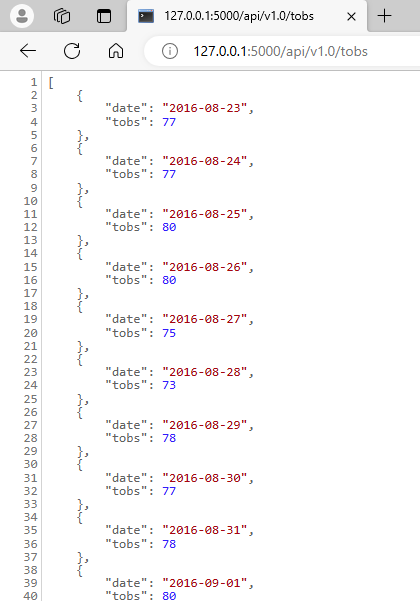 127.0.0.1:5000/api/v1.0/tobs
127.0.0.1:5000/api/v1.0/tobs
1 [
2     {
3         "date": "2016-08-23",
4         "tobs": 77
5     },
6     {
7         "date": "2016-08-24",
8         "tobs": 77
9     },
10     {
11         "date": "2016-08-25",
12         "tobs": 80
13     },
14     {
15         "date": "2016-08-26",
16         "tobs": 80
17     },
18     {
19         "date": "2016-08-27",
20         "tobs": 75
21     },
22     {
23         "date": "2016-08-28",
24         "tobs": 73
25     },
26     {
27         "date": "2016-08-29",
28         "tobs": 78
29     },
30     {
31         "date": "2016-08-30",
32         "tobs": 77
33     },
34     {
35         "date": "2016-08-31",
36         "tobs": 78
37     },
38     {
39         "date": "2016-09-01",
40         "tobs": 80